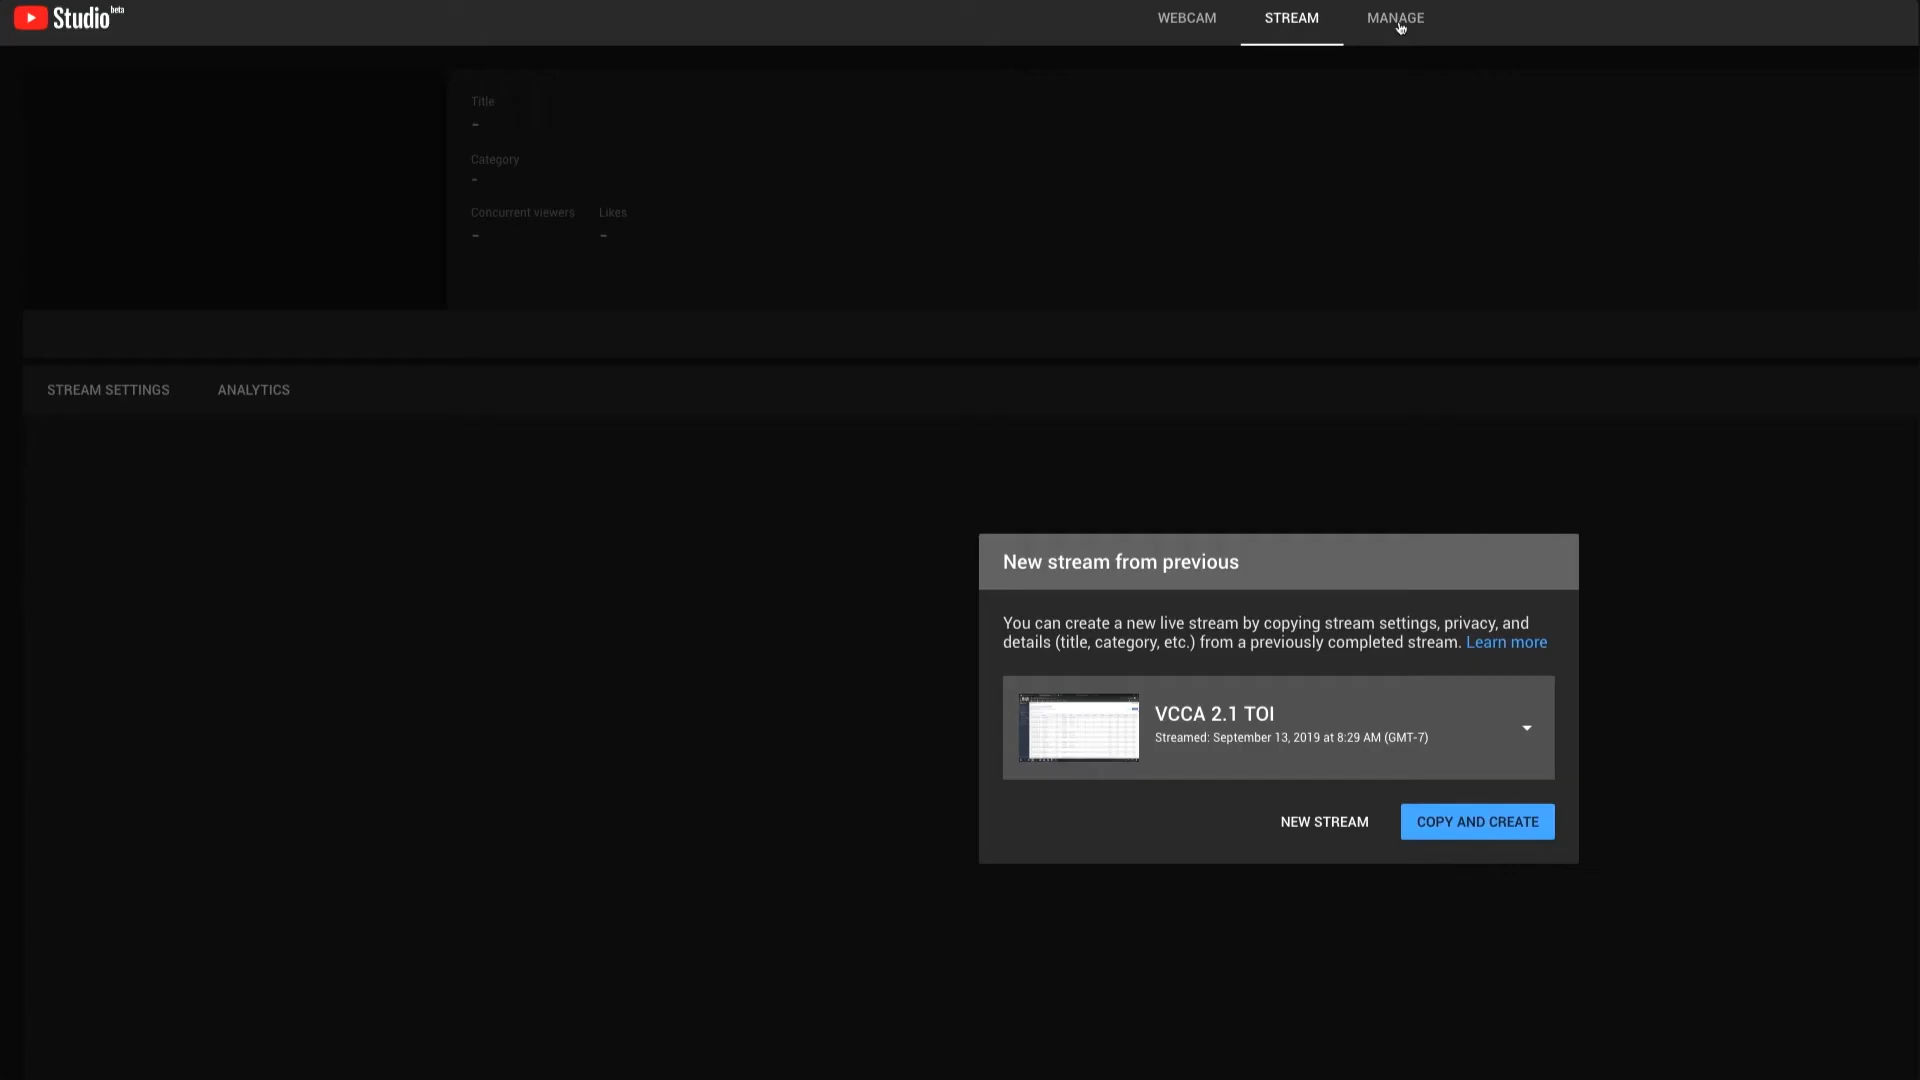 Studio beta
WEBCAM
STREAM
MANAGE
Title
-
Category
-
Concurrent viewers
Likes
-
-
STREAM SETTINGS
ANALYTICS
New stream from previous
You can create a new live stream by copying stream settings, privacy, and
details (title, category, etc.) from a previously completed stream. Learn more
VCCA 2.1 TOI
Streamed: September 13, 2019 at 8:29 AM (GMT-7)
NEW STREAM
COPY AND CREATE